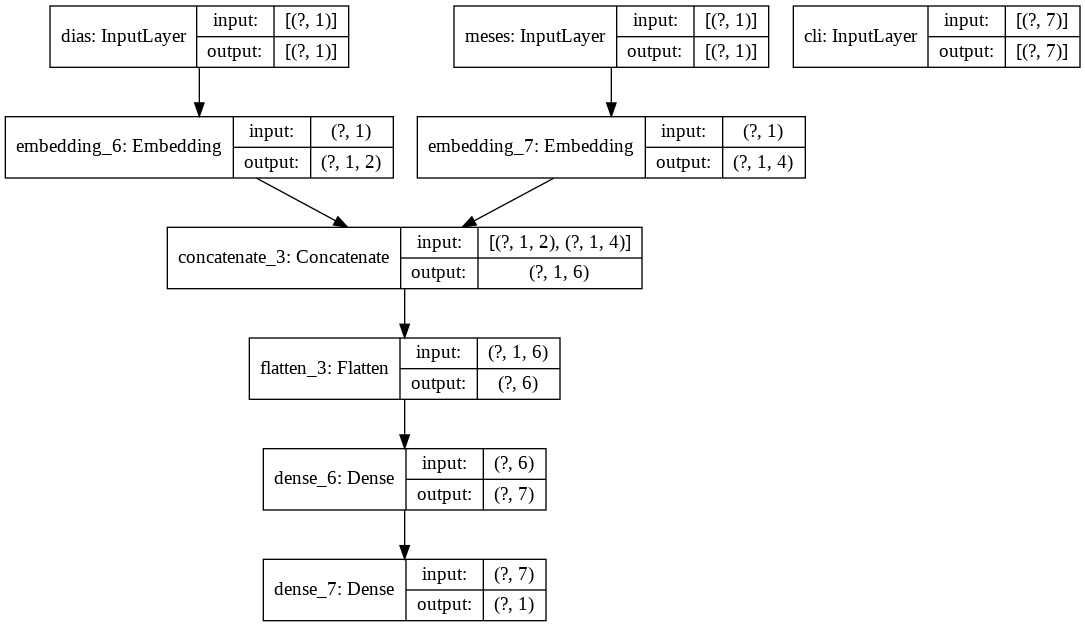 dias: InputLayer
input: [(?, 1)]
output: [(?, 1)]
meses: InputLayer
input: [(?, 1)]
output: [(?, 1)]
cli: InputLayer
input: [(?, 7)]
output: [(?, 7)]
embedding_6: Embedding
input: (?, 1)
output: (?, 1, 2)
embedding_7: Embedding
input: (?, 1)
output: (?, 1, 4)
concatenate_3: Concatenate
input: [(?, 1, 2), (?, 1, 4)]
output: (?, 1, 6)
flatten_3: Flatten
input: (?, 1, 6)
output: (?, 6)
dense_6: Dense
input: (?, 6)
output: (?, 7)
dense_7: Dense
input: (?, 7)
output: (?, 1)